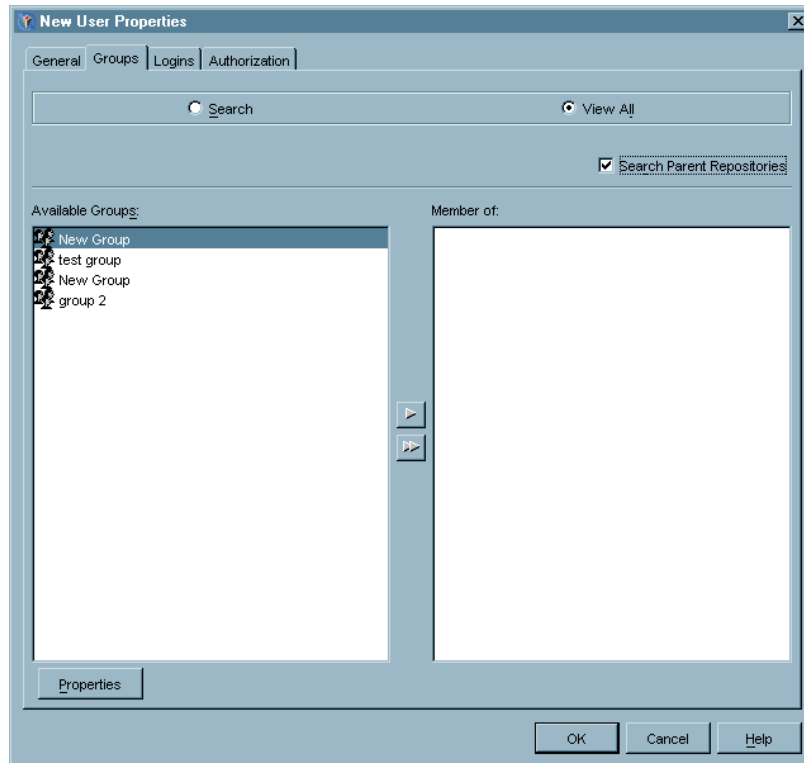 New User Properties
General Groups Logins Authorization
Search View All
Search Parent Repositories
Available Groups: Member of:
New Group
test group
New Group
group 2
Properties
OK Cancel Help